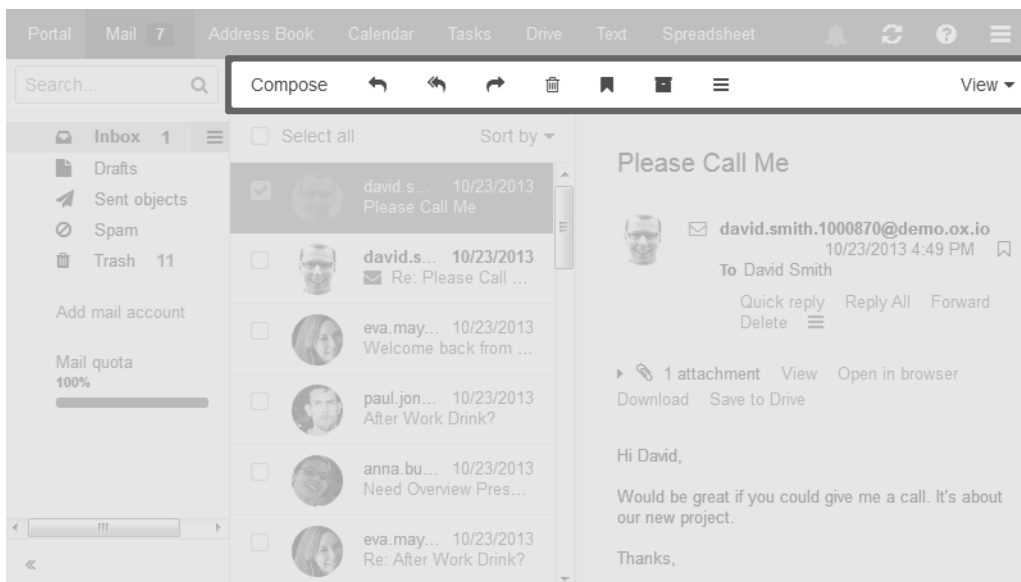 Portal Mail 7 Address Book Calendar Tasks Drive Text Spreadsheet
Search...
Compose View
Inbox 1
Drafts
Sent objects
Spam
Trash 11
Add mail account
Mail quota
100%
Select all Sort by
david.s... 10/23/2013
Please Call Me
david.s... 10/23/2013
Re: Please Call ...
eva.may... 10/23/2013
Welcome back from ...
paul.jon... 10/23/2013
After Work Drink?
anna.bu... 10/23/2013
Need Overview Pres...
eva.may... 10/23/2013
Re: After Work Drink?
Please Call Me
david.smith.1000870@demo.ox.io
10/23/2013 4:49 PM
To David Smith
Quick reply Reply All Forward
Delete
1 attachment View Open in browser
Download Save to Drive
Hi David,
Would be great if you could give me a call. It's about
our new project.
Thanks,